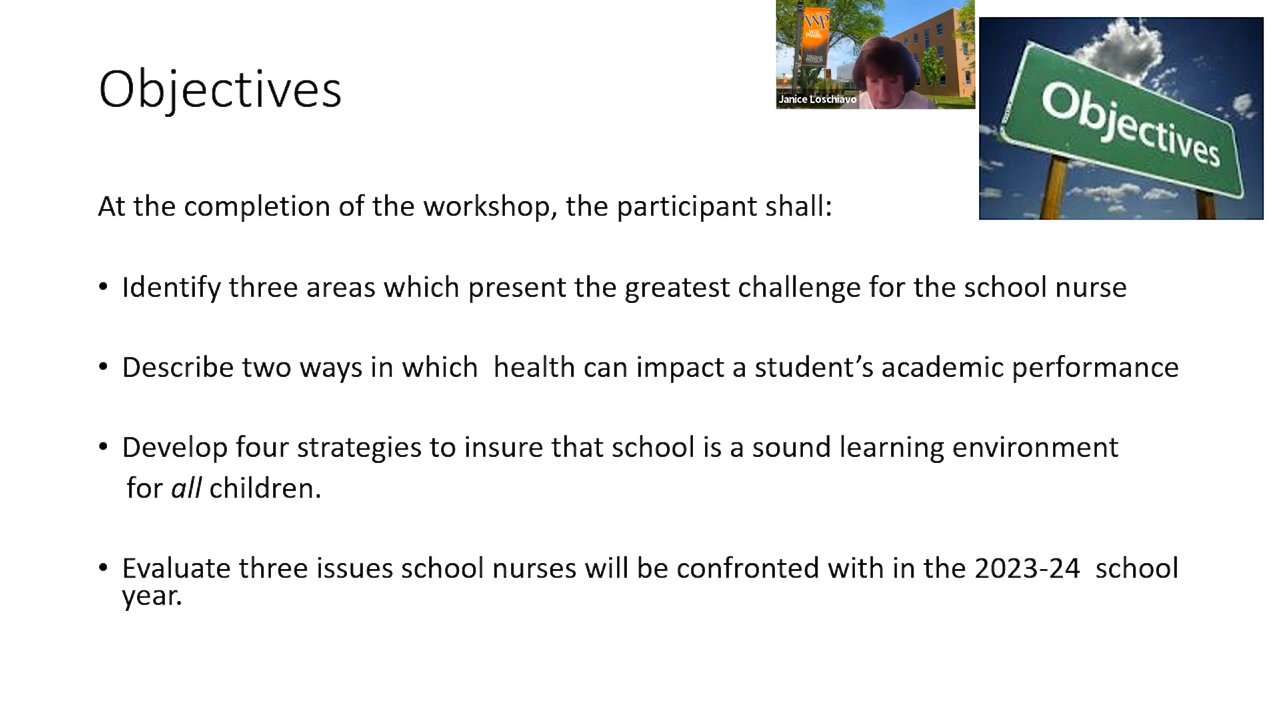 Objectives
WP
Janice Loschiavo
Objectives
At the completion of the workshop, the participant shall:
• Identify three areas which present the greatest challenge for the school nurse
• Describe two ways in which  health can impact a student’s academic performance
• Develop four strategies to insure that school is a sound learning environment
for all children.
• Evaluate three issues school nurses will be confronted with in the 2023-24  school
year.